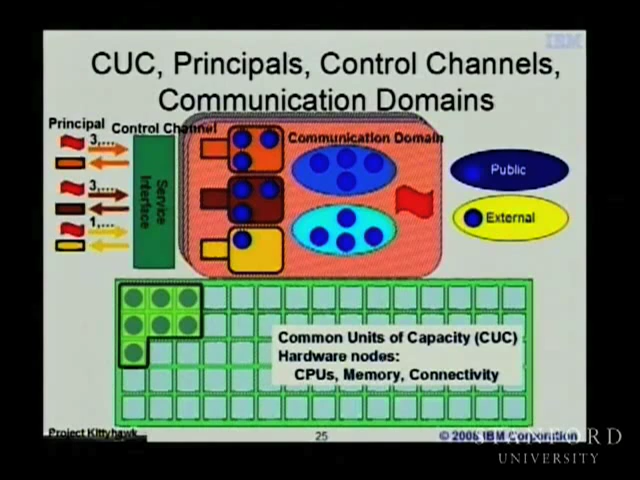 IBM
CUC, Principals, Control Channels,
Communication Domains
Principal
Control Channel
Communication Domain
3,...
3,...
1,...
Service
Interface
Public
External
Common Units of Capacity (CUC)
Hardware nodes:
CPUs, Memory, Connectivity
Project Kittyhawk
25
© 2008 IBM Corporation
STANFORD
UNIVERSITY